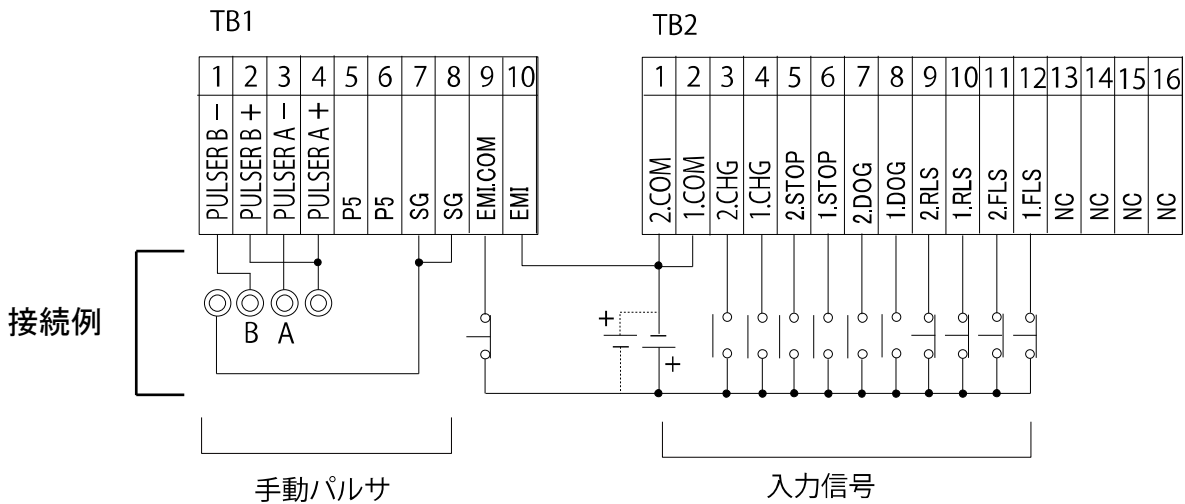 TB1
TB2
1 2 3 4 5 6 7 8 9 10
PULSER B −
PULSER B +
PULSER A −
PULSER A +
P5
P5
SG
SG
EMI.COM
EMI
1 2 3 4 5 6 7 8 9 10 11 12 13 14 15 16
2.COM
1.COM
2.CHG
1.CHG
2.STOP
1.STOP
2.DOG
1.DOG
2.RLS
1.RLS
2.FLS
1.FLS
NC
NC
NC
NC
接続例
B A
+ −
− +
手動パルサ
入力信号